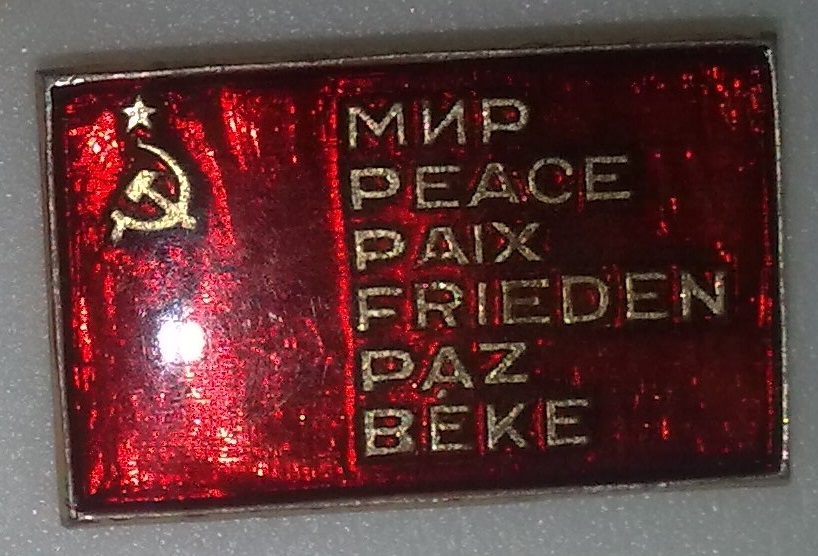 МИР
PEACE
PAIX
FRIEDEN
PAZ
BÉKE